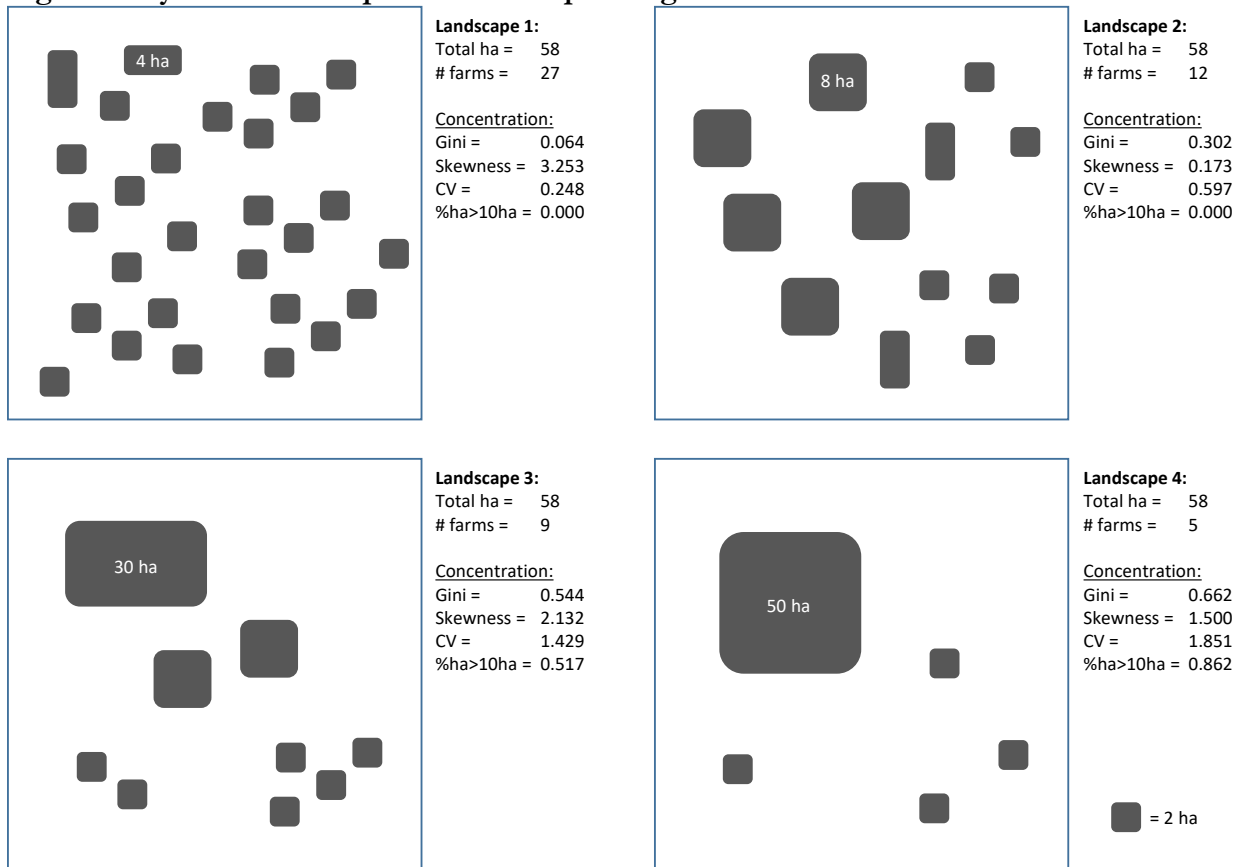 4 ha
Landscape 1:
Total ha = 58
# farms = 27
Concentration:
Gini = 0.064
Skewness = 3.253
CV = 0.248
%ha>10ha = 0.000
8 ha
Landscape 2:
Total ha = 58
# farms = 12
Concentration:
Gini = 0.302
Skewness = 0.173
CV = 0.597
%ha>10ha = 0.000
30 ha
Landscape 3:
Total ha = 58
# farms = 9
Concentration:
Gini = 0.544
Skewness = 2.132
CV = 1.429
%ha>10ha = 0.517
50 ha
Landscape 4:
Total ha = 58
# farms = 5
Concentration:
Gini = 0.662
Skewness = 1.500
CV = 1.851
%ha>10ha = 0.862
= 2 ha